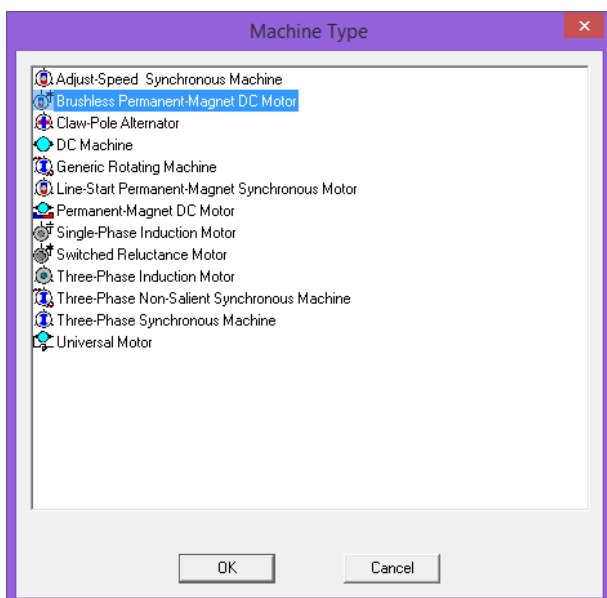 Machine Type
Adjust-Speed  Synchronous Machine
Brushless Permanent-Magnet DC Motor
Claw-Pole Alternator
DC Machine
Generic Rotating Machine
Line-Start Permanent-Magnet Synchronous Motor
Permanent-Magnet DC Motor
Single-Phase Induction Motor
Switched Reluctance Motor
Three-Phase Induction Motor
Three-Phase Non-Salient Synchronous Machine
Three-Phase Synchronous Machine
Universal Motor
OK Cancel